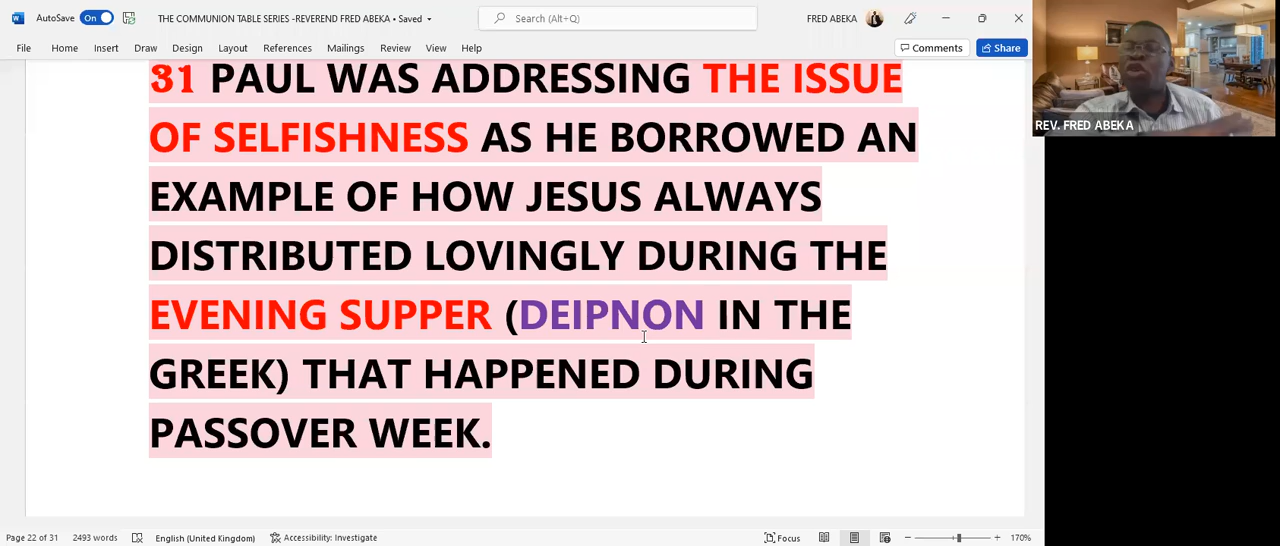 AutoSave On THE COMMUNION TABLE SERIES -REVEREND FRED ABEKA • Saved Search (Alt+Q) FRED ABEKA
File Home Insert Draw Design Layout References Mailings Review View Help Comments Share
31 PAUL WAS ADDRESSING THE ISSUE
OF SELFISHNESS AS HE BORROWED AN
EXAMPLE OF HOW JESUS ALWAYS
DISTRIBUTED LOVINGLY DURING THE
EVENING SUPPER (DEIPNON IN THE
GREEK) THAT HAPPENED DURING
PASSOVER WEEK.
REV. FRED ABEKA
Page 22 of 31 2493 words English (United Kingdom) Accessibility: Investigate Focus 170%